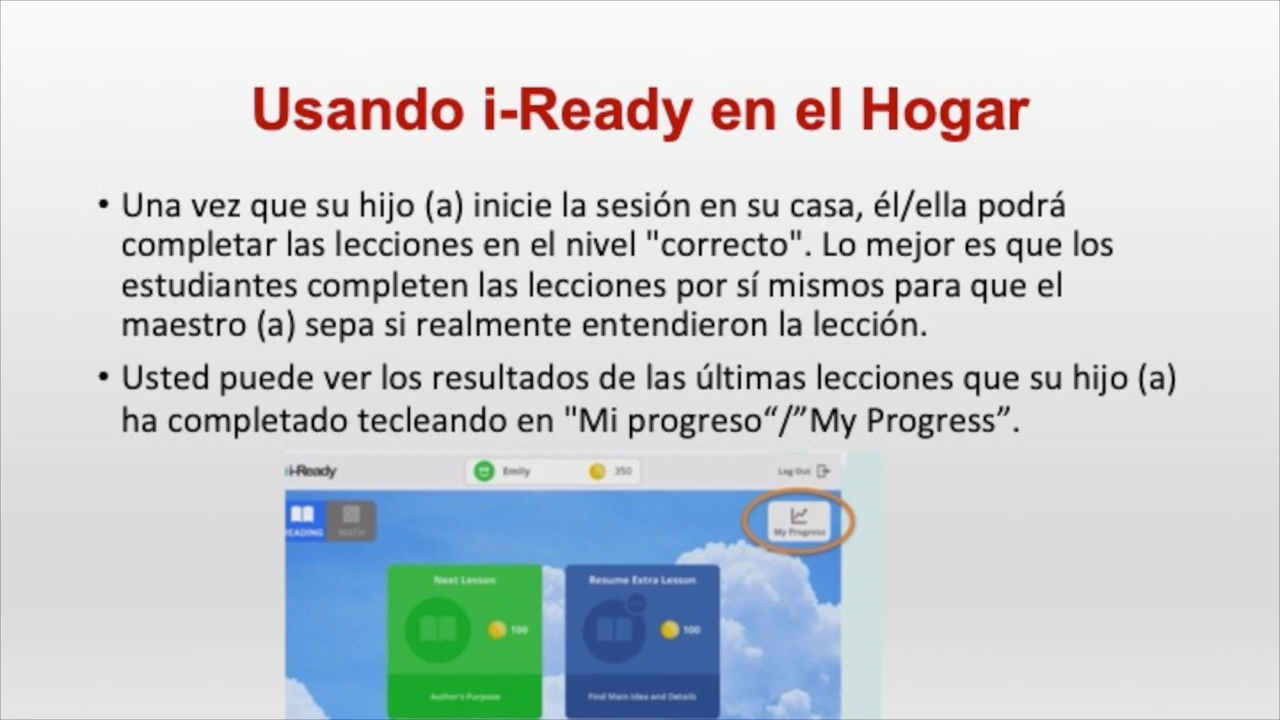 Usando i-Ready en el Hogar
• Una vez que su hijo (a) inicie la sesión en su casa, él/ella podrá
completar las lecciones en el nivel "correcto". Lo mejor es que los
estudiantes completen las lecciones por sí mismos para que el
maestro (a) sepa si realmente entendieron la lección.
• Usted puede ver los resultados de las últimas lecciones que su hijo (a)
ha completado tecleando en "Mi progreso“/”My Progress”.
i-Ready
Emily
350
Log Out
EADING
MATH
My Progress
Next Lesson
Resume Extra Lesson
100
100
Author's Purpose
Find Main Idea and Details